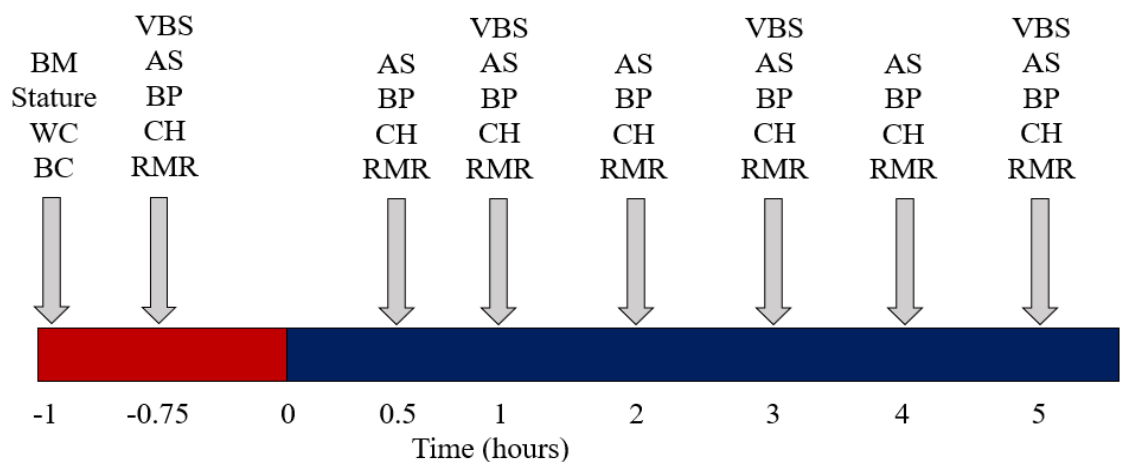 BM
Stature
WC
BC
VBS
AS
BP
CH
RMR
AS
BP
CH
RMR
VBS
AS
BP
CH
RMR
AS
BP
CH
RMR
VBS
AS
BP
CH
RMR
AS
BP
CH
RMR
VBS
AS
BP
CH
RMR
-1 -0.75 0 0.5 1 2 3 4 5
Time (hours)